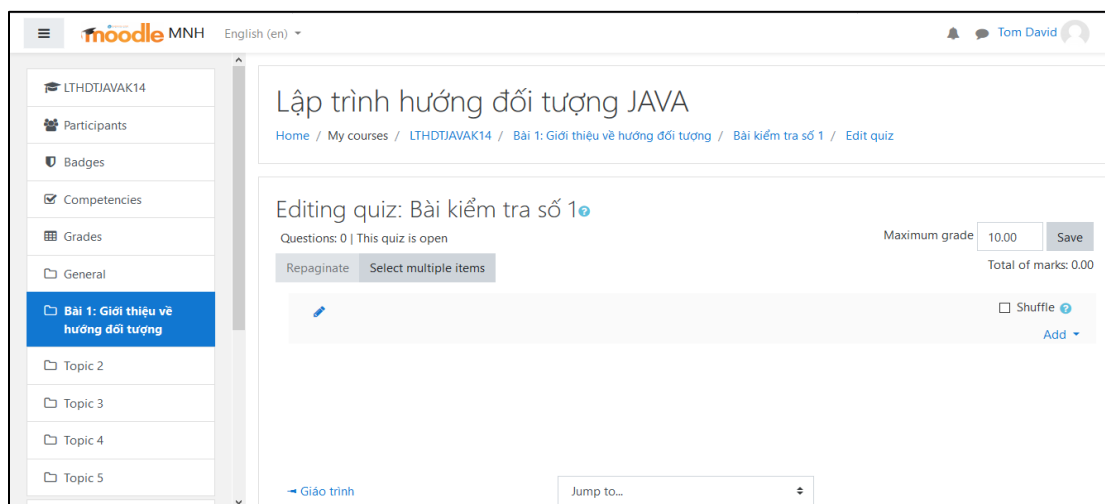 moodle MNH English (en) Tom David
LTHDTJAVAK14
Participants
Badges
Competencies
Grades
General
Bài 1: Giới thiệu về
hướng đối tượng
Topic 2
Topic 3
Topic 4
Topic 5
Lập trình hướng đối tượng JAVA
Home / My courses / LTHDTJAVAK14 / Bài 1: Giới thiệu về hướng đối tượng / Bài kiểm tra số 1 / Edit quiz
Editing quiz: Bài kiểm tra số 1
Questions: 0 | This quiz is open
Maximum grade 10.00 Save
Repaginate Select multiple items
Total of marks: 0.00
Shuffle
Add
Giáo trình
Jump to...